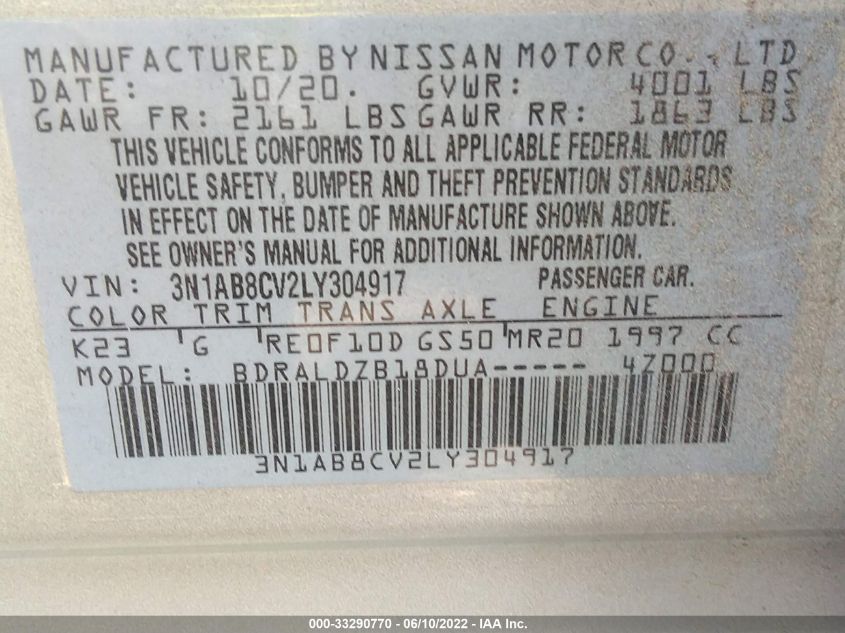 MANUFACTURED BY NISSAN MOTOR CO., LTD
DATE: 10/20. GVWR: 4001 LBS
GAWR FR: 2161 LBS GAWR RR: 1863 LBS
THIS VEHICLE CONFORMS TO ALL APPLICABLE FEDERAL MOTOR
VEHICLE SAFETY, BUMPER AND THEFT PREVENTION STANDARDS
IN EFFECT ON THE DATE OF MANUFACTURE SHOWN ABOVE.
SEE OWNER'S MANUAL FOR ADDITIONAL INFORMATION.
VIN: 3N1AB8CV2LY304917 PASSENGER CAR.
COLOR TRIM TRANS AXLE ENGINE
K23 G RE0F10D GS50 MR20 1997 CC
MODEL: BDRALDZB18DUA----- 47000
3N1AB8CV2LY304917
000-33290770 - 06/10/2022 - IAA Inc.